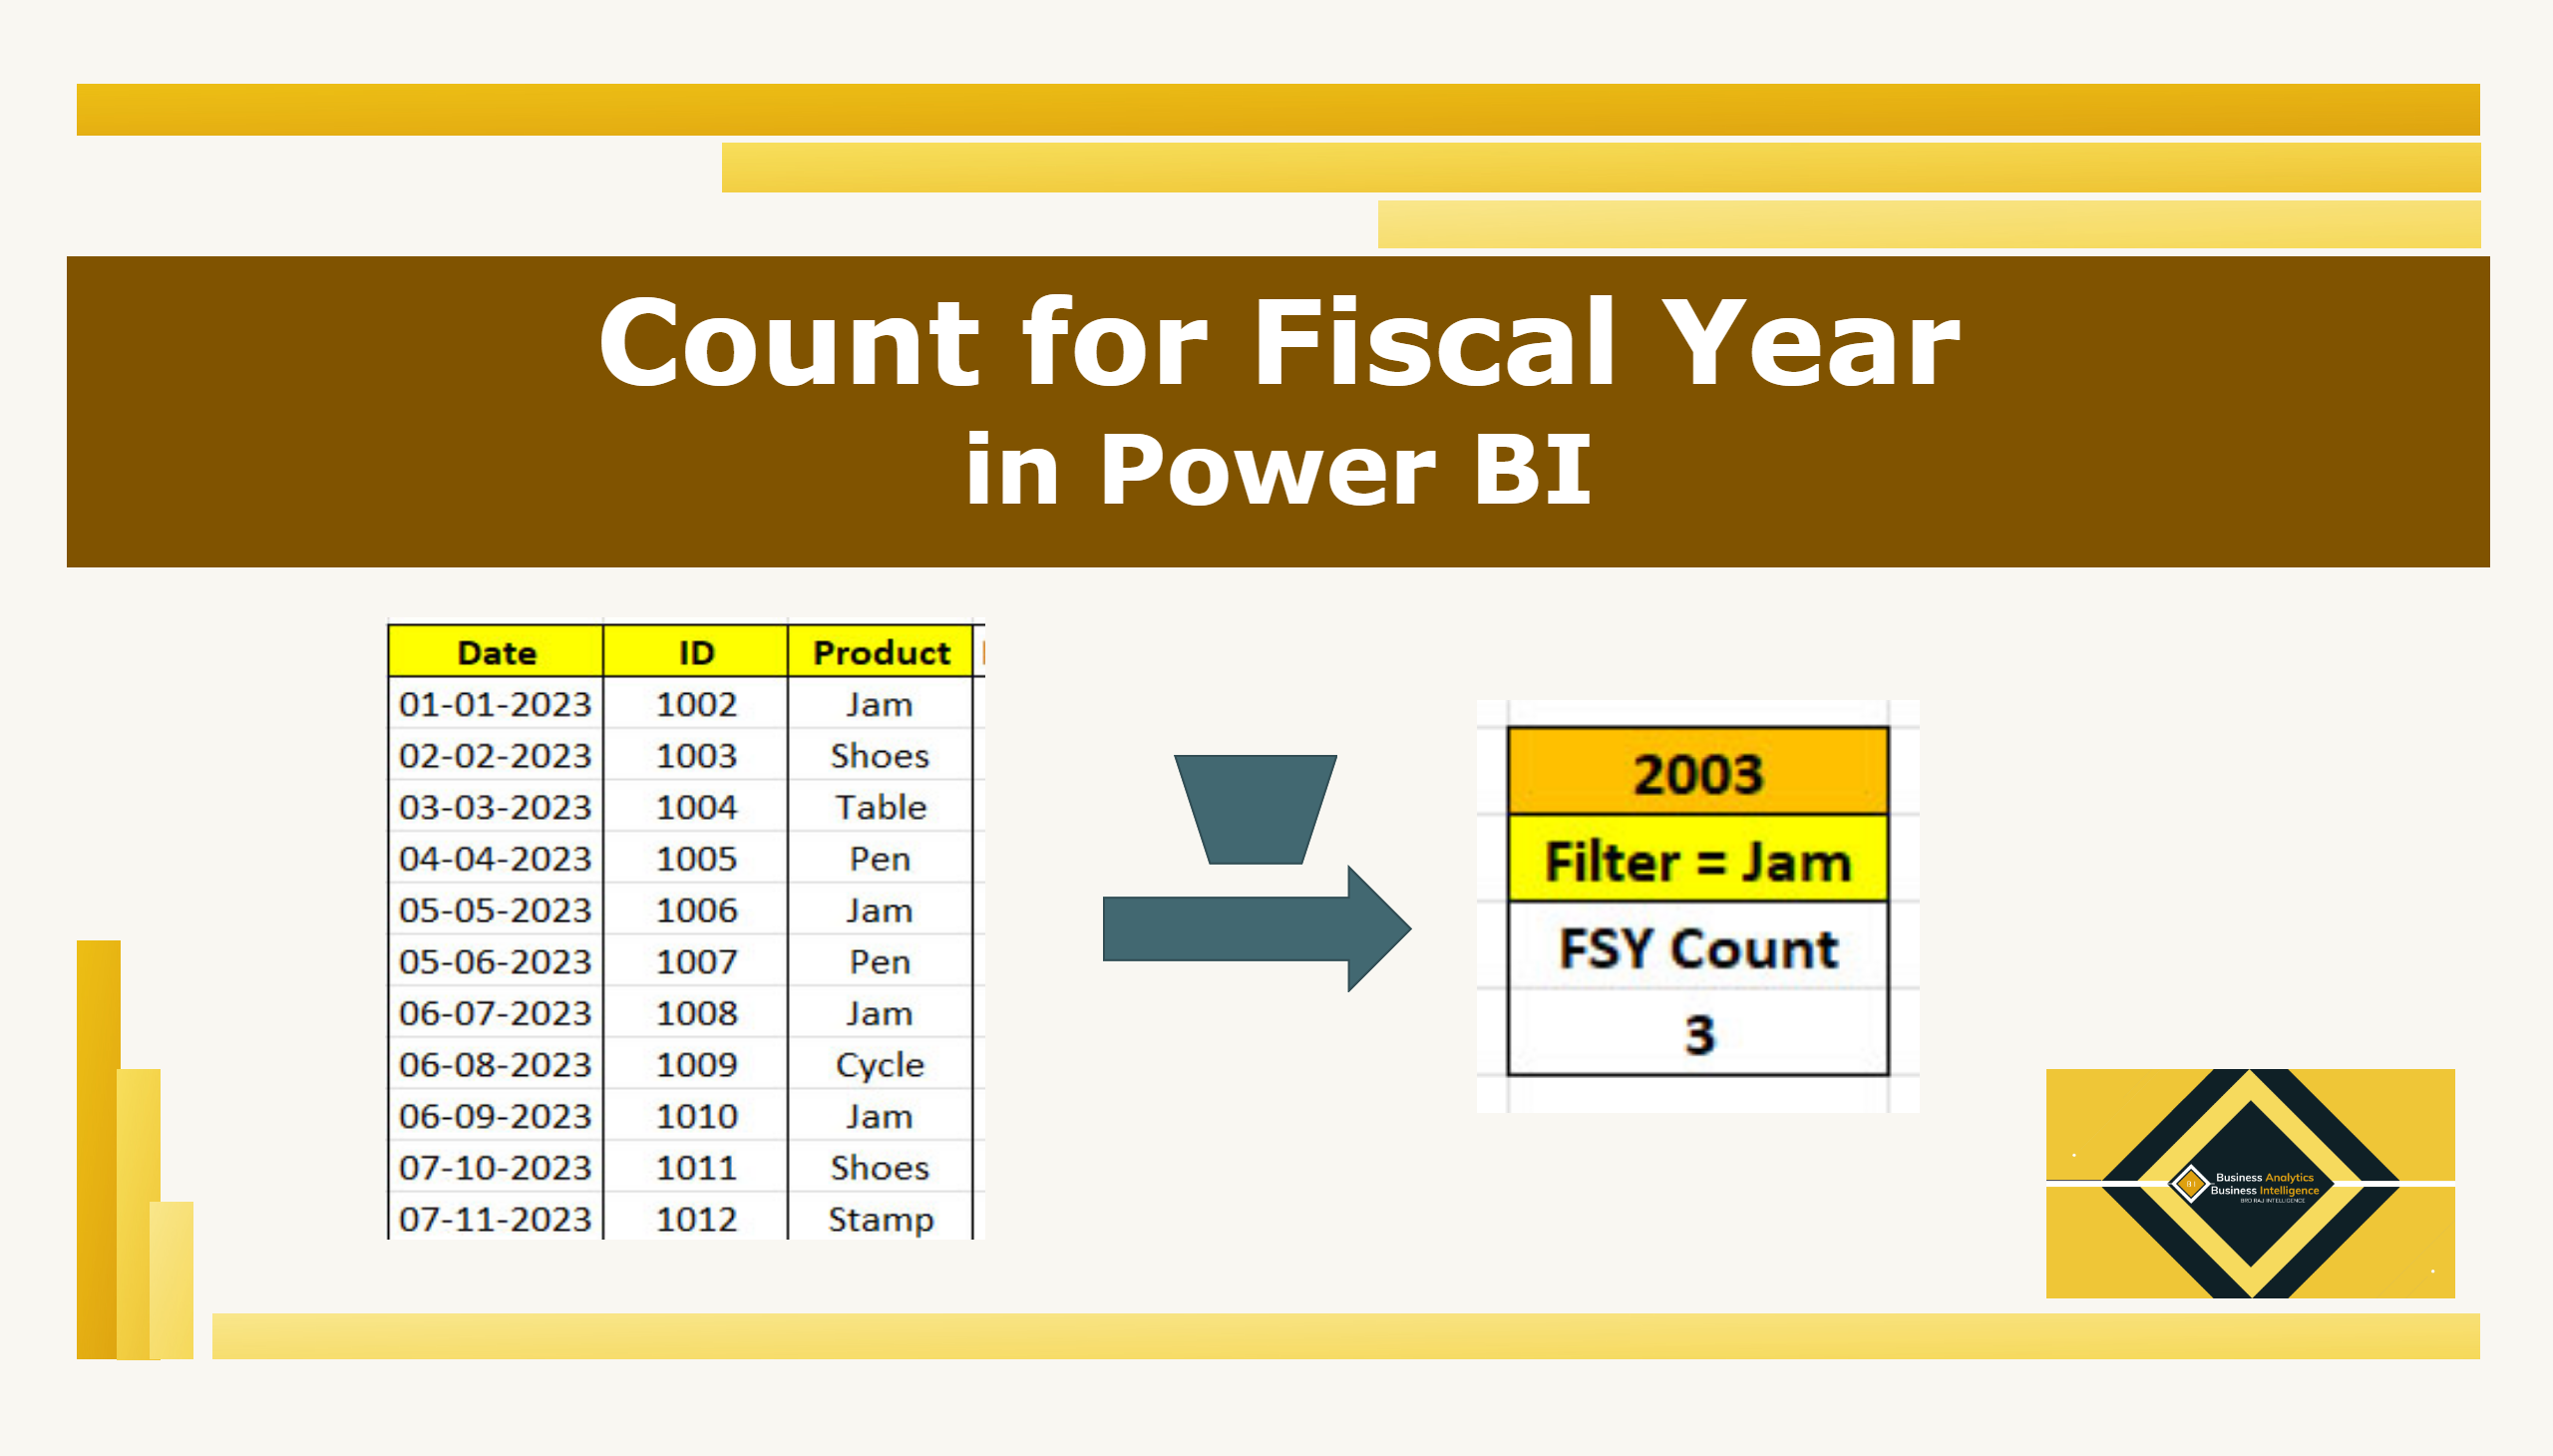 Count for Fiscal Year
in Power BI
Date ID Product
01-01-2023 1002 Jam
02-02-2023 1003 Shoes
03-03-2023 1004 Table
04-04-2023 1005 Pen
05-05-2023 1006 Jam
05-06-2023 1007 Pen
06-07-2023 1008 Jam
06-08-2023 1009 Cycle
06-09-2023 1010 Jam
07-10-2023 1011 Shoes
07-11-2023 1012 Stamp
2003
Filter = Jam
FSY Count
3
Business Analytics
Business Intelligence
BRO RAJ INTELLIGENCE